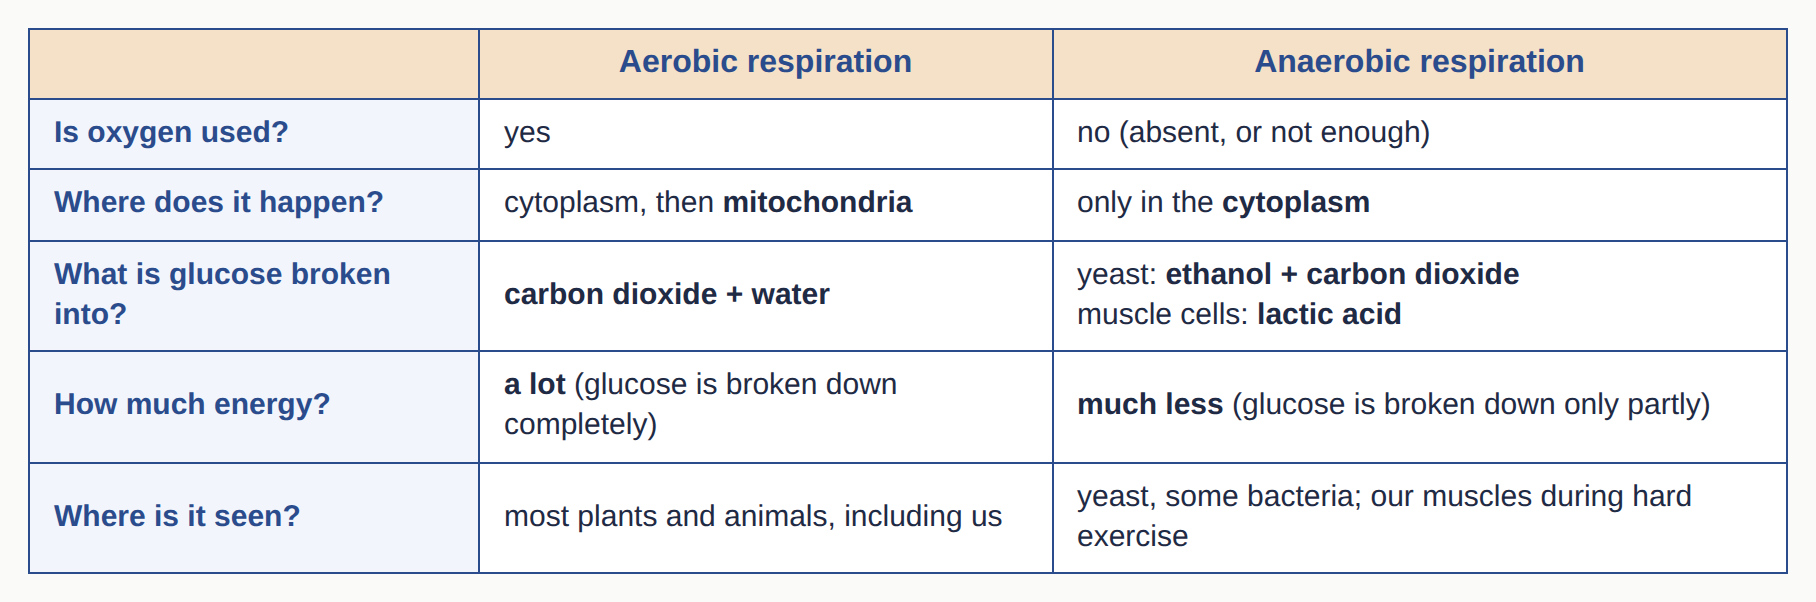 Aerobic respiration
Anaerobic respiration
Is oxygen used?
yes
no (absent, or not enough)
Where does it happen?
cytoplasm, then mitochondria
only in the cytoplasm
What is glucose broken
into?
carbon dioxide + water
yeast: ethanol + carbon dioxide
muscle cells: lactic acid
How much energy?
a lot (glucose is broken down
completely)
much less (glucose is broken down only partly)
Where is it seen?
most plants and animals, including us
yeast, some bacteria; our muscles during hard
exercise